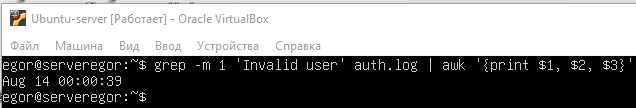 Ubuntu-server [Работает] - Oracle VirtualBox
Файл Машина Вид Ввод Устройства Справка
egor@serveregor:~$ grep -m 1 'Invalid user' auth.log | awk '{print $1, $2, $3}'
Aug 14 00:00:39
egor@serveregor:~$